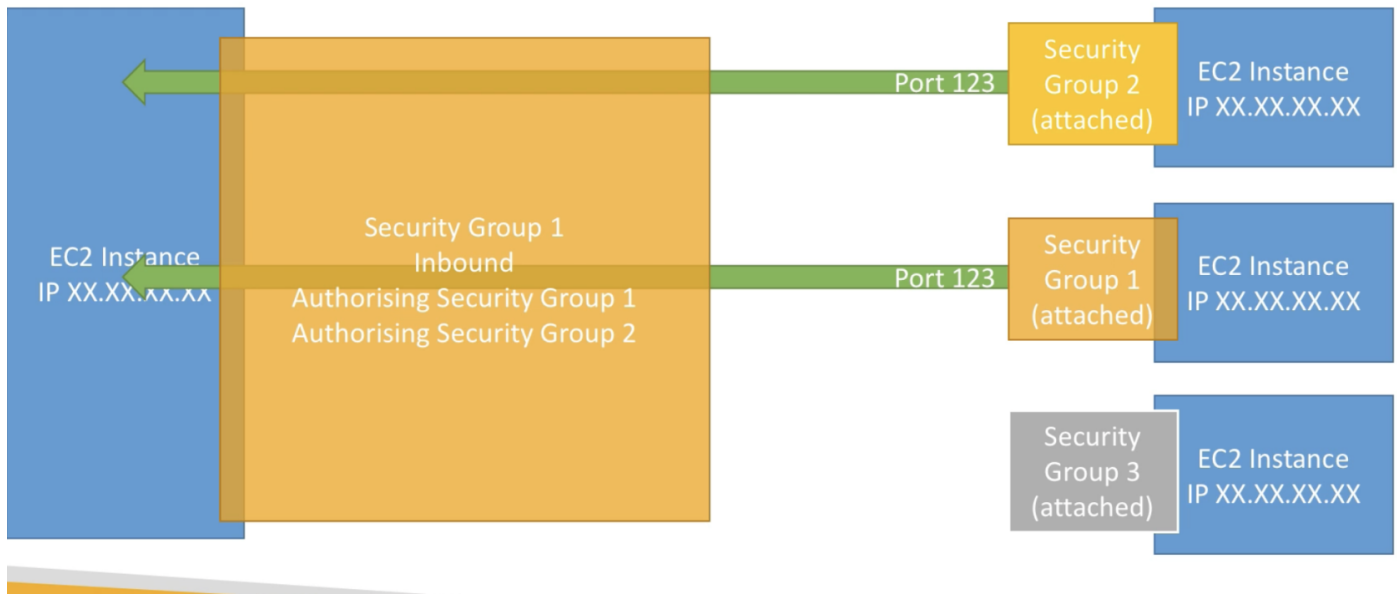 Security
Group 2
(attached)
EC2 Instance
IP XX.XX.XX.XX
Port 123
Security Group 1
Inbound
Authorising Security Group 1
Authorising Security Group 2
EC2 Instance
IP XX.XX.XX.XX
Port 123
Security
Group 1
(attached)
EC2 Instance
IP XX.XX.XX.XX
Security
Group 3
(attached)
EC2 Instance
IP XX.XX.XX.XX